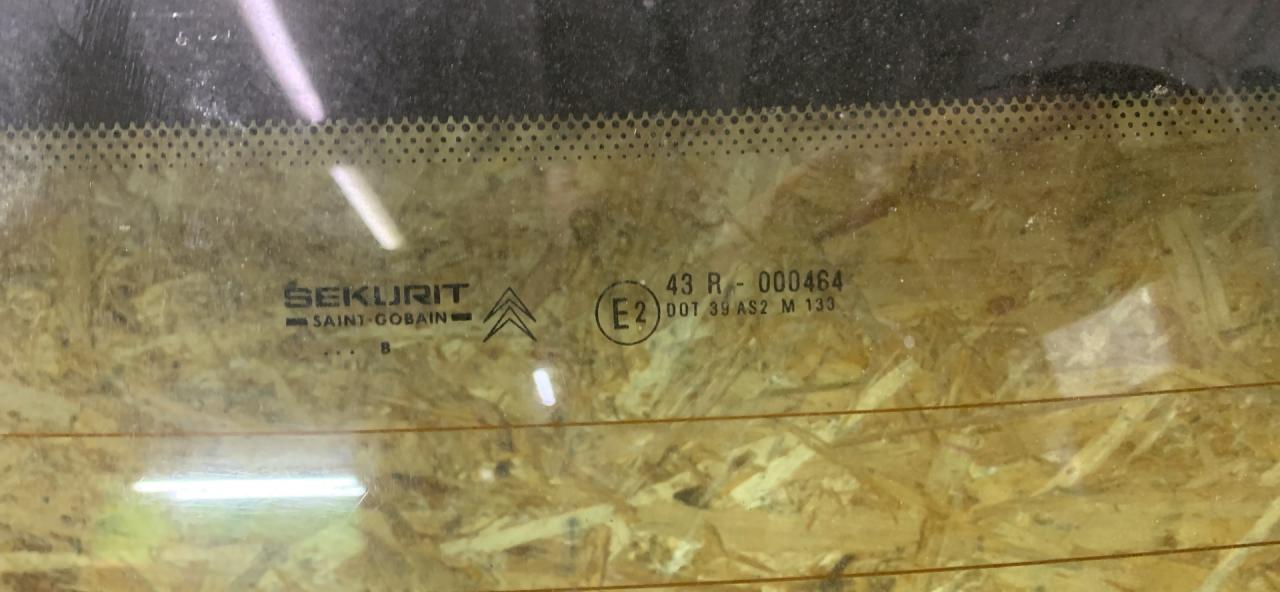 SEKURIT
SAINT-GOBAIN
... B
E2
43 R - 000464
DOT 39 AS2 M 133